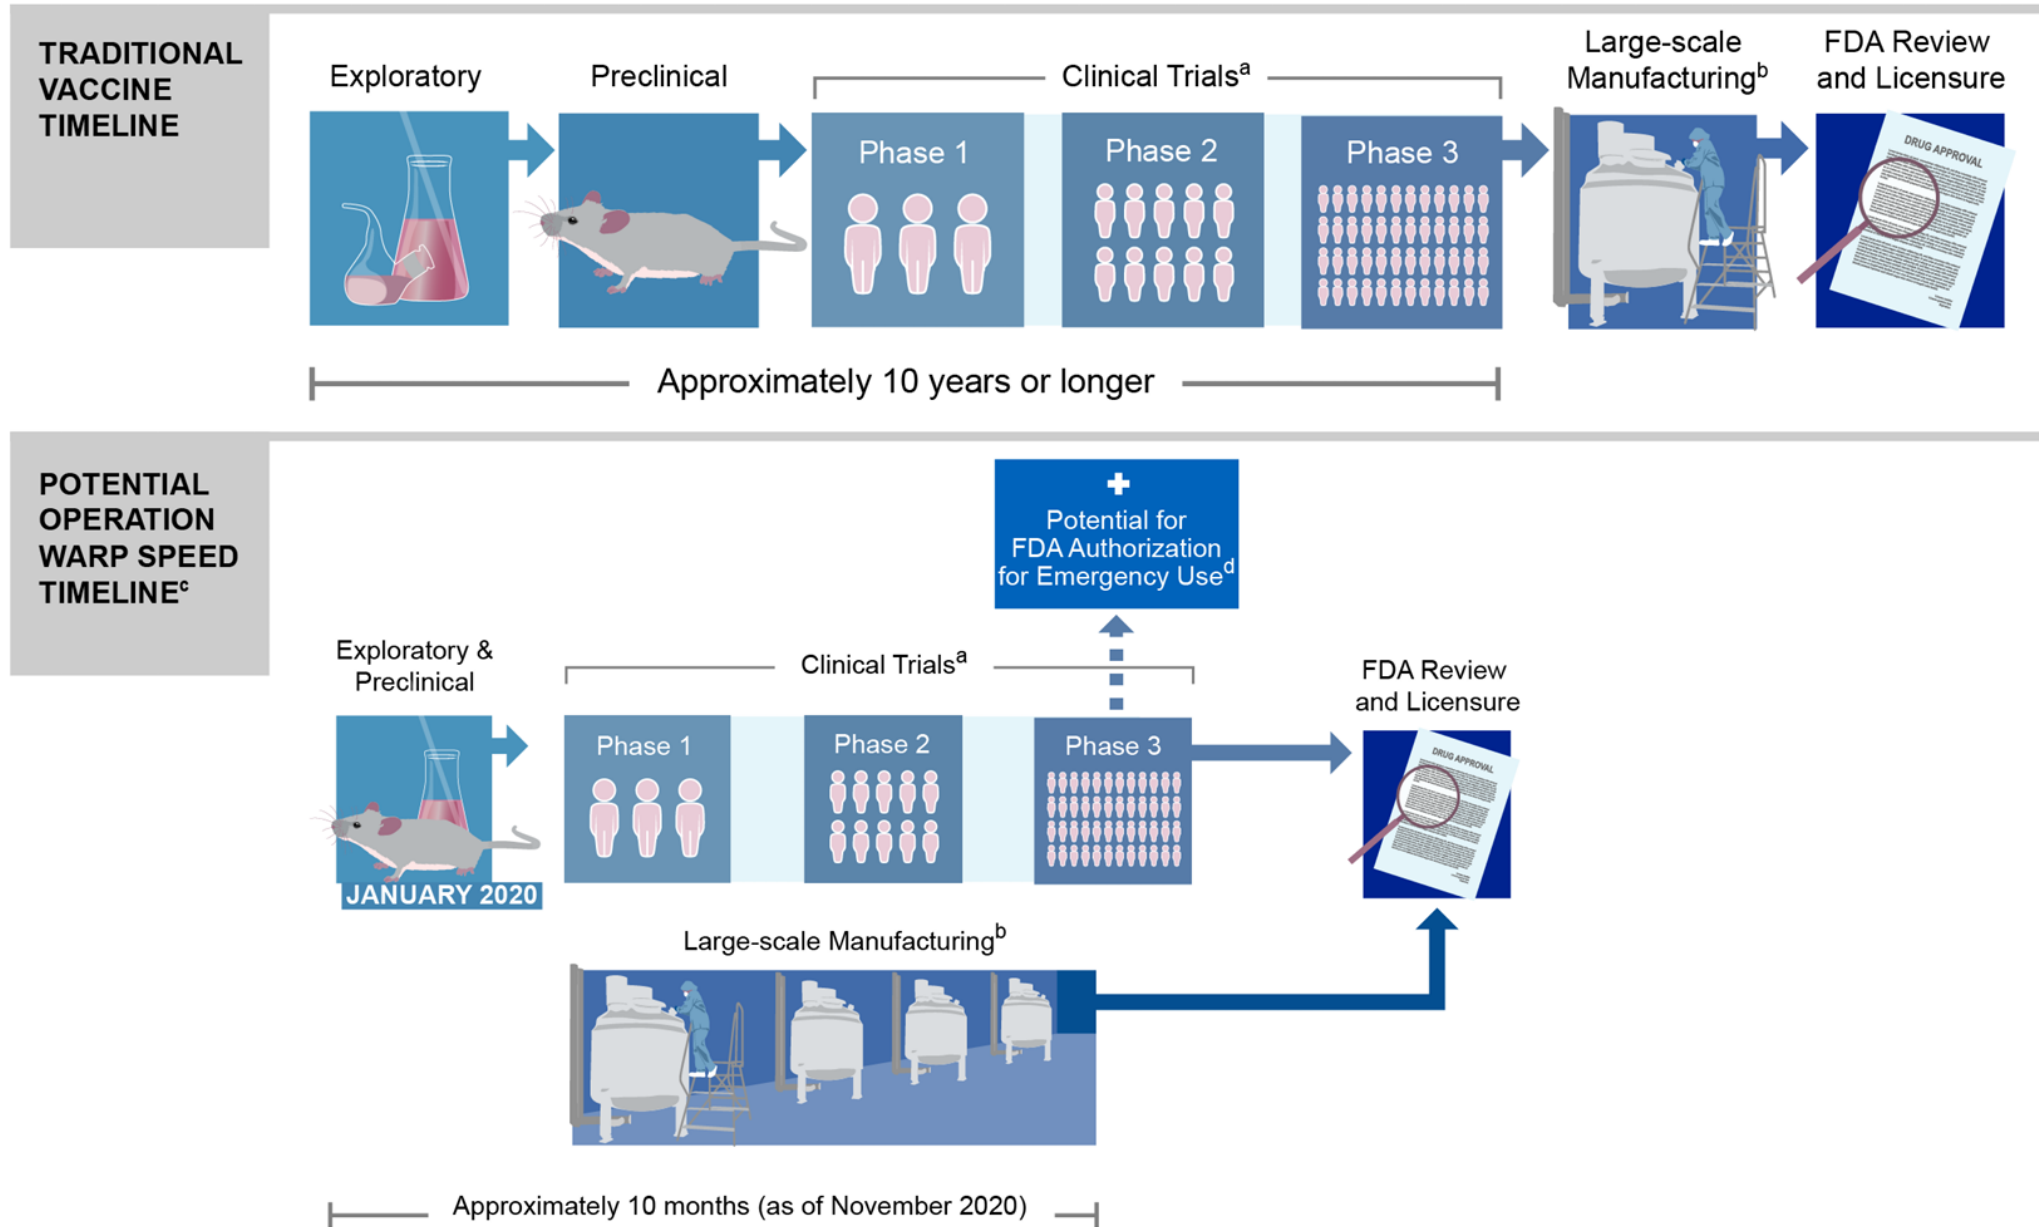 TRADITIONAL
VACCINE
TIMELINE
Exploratory
Preclinical
Clinical Trialsᵃ
Phase 1
Phase 2
Phase 3
Large-scale
Manufacturingᵇ
FDA Review
and Licensure
DRUG APPROVAL
Approximately 10 years or longer
POTENTIAL
OPERATION
WARP SPEED
TIMELINEᶜ
Potential for
FDA Authorization
for Emergency Useᵈ
Exploratory &
Preclinical
JANUARY 2020
Clinical Trialsᵃ
Phase 1
Phase 2
Phase 3
FDA Review
and Licensure
DRUG APPROVAL
Large-scale Manufacturingᵇ
Approximately 10 months (as of November 2020)